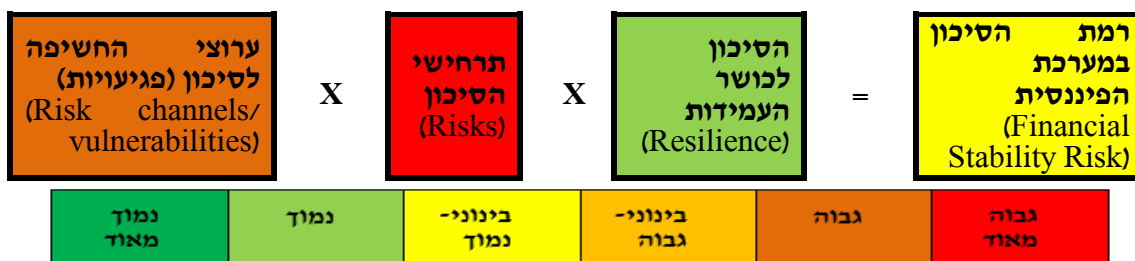 ערוצי החשיפה
לסיכון (פגיעויות)
(Risk channels/
vulnerabilities)
X
תרחישי
הסיכון
(Risks)
X
הסיכון
לכושר
העמידות
(Resilience)
=
רמת הסיכון
במערכת
הפיננסית
(Financial
Stability Risk)
נמוך
מאוד
נמוך
בינוני-
נמוך
בינוני-
גבוה
גבוה
גבוה
מאוד